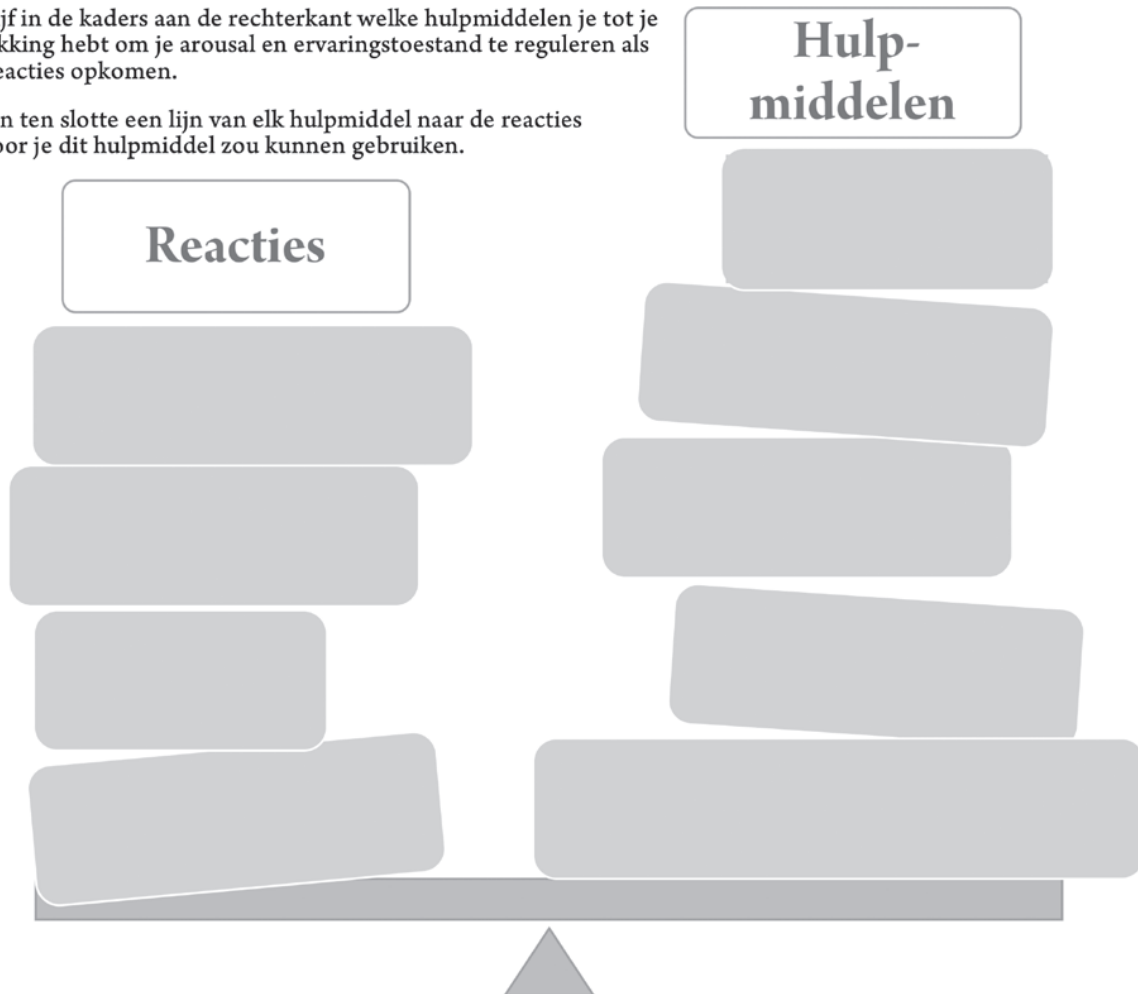 jf in de kaders aan de rechterkant welke hulpmiddelen je tot je
kking hebt om je arousal en ervaringstoestand te reguleren als
eacties opkomen.
n ten slotte een lijn van elk hulpmiddel naar de reacties
oor je dit hulpmiddel zou kunnen gebruiken.
Hulp-
middelen
Reacties